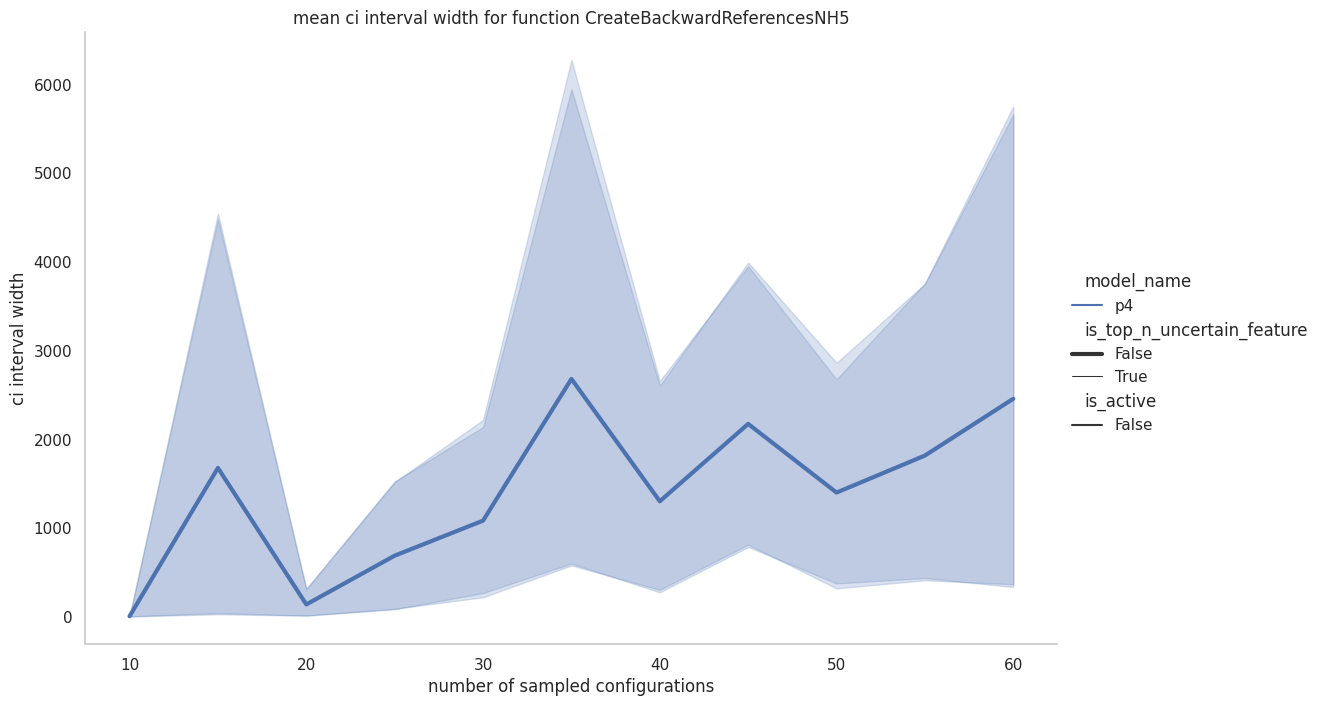 mean ci interval width for function CreateBackwardReferencesNH5
6000
5000
4000
3000
2000
1000
0
ci interval width
10
20
30
40
50
60
number of sampled configurations
model_name
p4
is_top_n_uncertain_feature
False
True
is_active
False